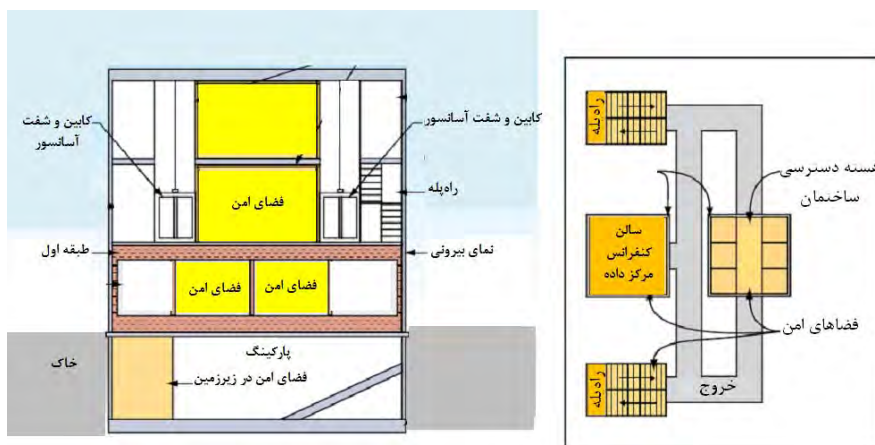 کابین و شفت
آسانسور
کابین و شفت آسانسور
راه‌پله
فضای امن
طبقه اول
نمای بیرونی
فضای امن
فضای امن
پارکینگ
فضای امن در زیرزمین
خاک
راه پله
هسته دسترسی
ساختمان
سالن
کنفرانس
مرکز داده
فضاهای امن
راه پله
خروج